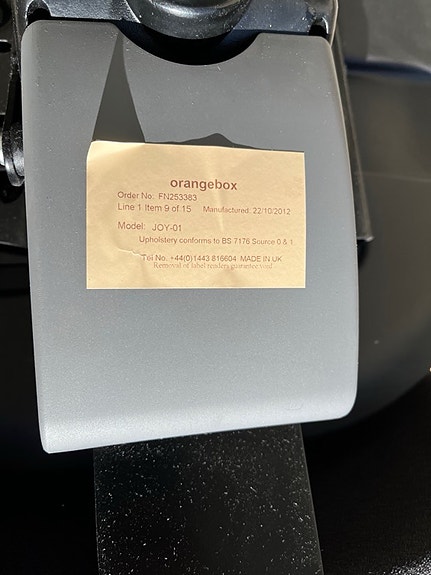 orangebox
Order No: FN253383
Line 1 Item 9 of 15 Manufactured: 22/10/2012
Model: JOY-01
Upholstery conforms to BS 7176 Source 0 & 1
Tel No. +44(0)1443 816604 MADE IN UK
Removal of label renders guarantee void